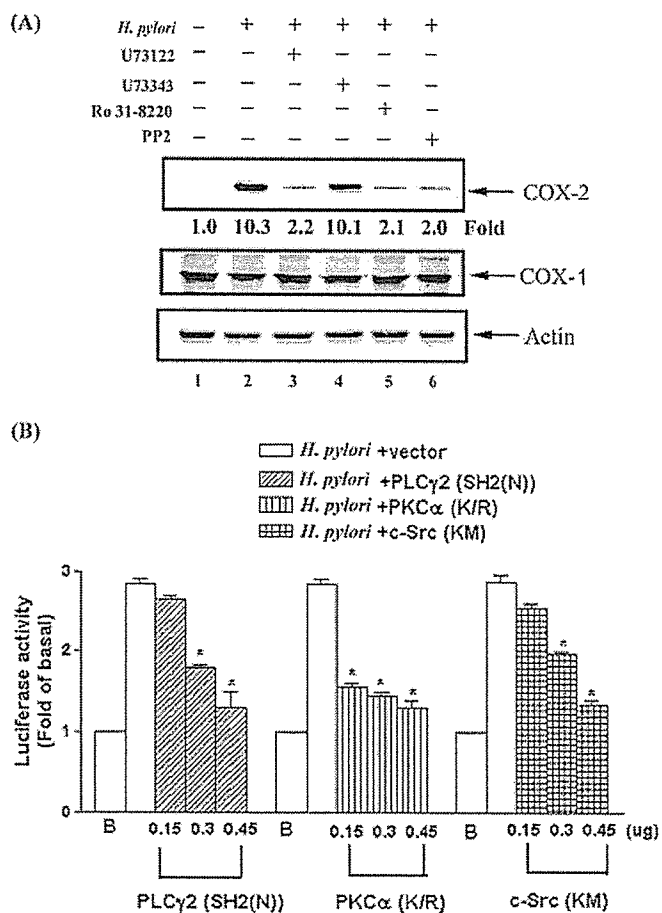 (A)
H. pylori − + + + + +
U73122 − − + − − −
U73343 − − − + − −
Ro 31-8220 − − − − + −
PP2 − − − − − +
COX-2
1.0 10.3 2.2 10.1 2.1 2.0 Fold
COX-1
Actin
1 2 3 4 5 6
(B)
H. pylori +vector
H. pylori +PLCγ2 (SH2(N))
H. pylori +PKCα (K/R)
H. pylori +c-Src (KM)
Luciferase activity
(Fold of basal)
3
2
1
0
* * * * * * *
B 0.15 0.3 0.45 B 0.15 0.3 0.45 B 0.15 0.3 0.45 (ug)
PLCγ2 (SH2(N)) PKCα (K/R) c-Src (KM)